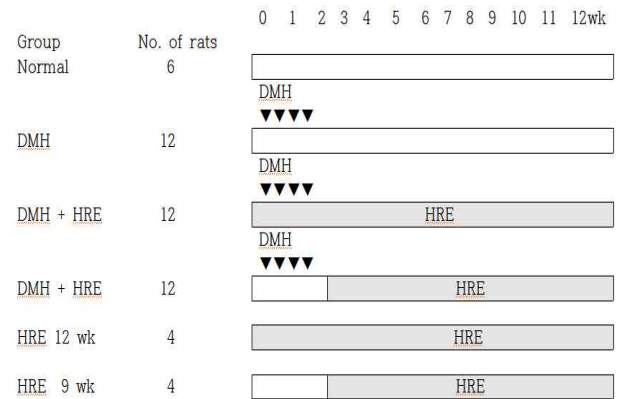 0 1 2 3 4 5 6 7 8 9 10 11 12wk
Group No. of rats
Normal 6
DMH
▼▼▼▼
DMH 12
DMH
▼▼▼▼
DMH + HRE 12 HRE
DMH
▼▼▼▼
DMH + HRE 12 HRE
HRE 12 wk 4 HRE
HRE 9 wk 4 HRE